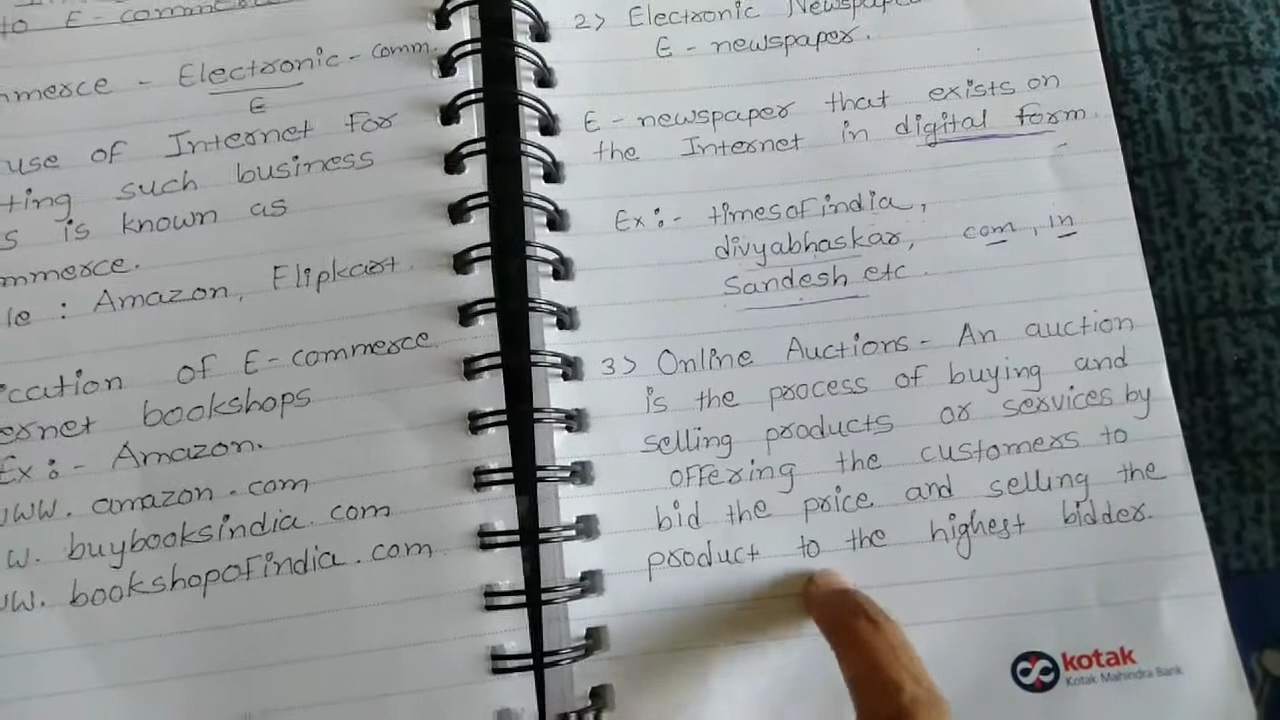 to E-commerce
mmerce - Electronic-comm.
E
use of Internet for
ting such business
s is known as
mmerce.
le : Amazon, Flipkart.
ication of E-commerce
ernet bookshops
Ex :- Amazon.
WW. amazon.com
W. buybooksindia.com
WW. bookshopofindia.com
2) Electronic Newspaper
E - newspaper.
E - newspaper that exists on
the Internet in digital form.
Ex :- timesofindia,
divyabhaskar, com, in
Sandesh etc.
3) Online Auctions - An auction
is the process of buying and
selling products or services by
offering the customers to
bid the price and selling the
product to the highest bidder.
kotak
Kotak Mahindra Bank